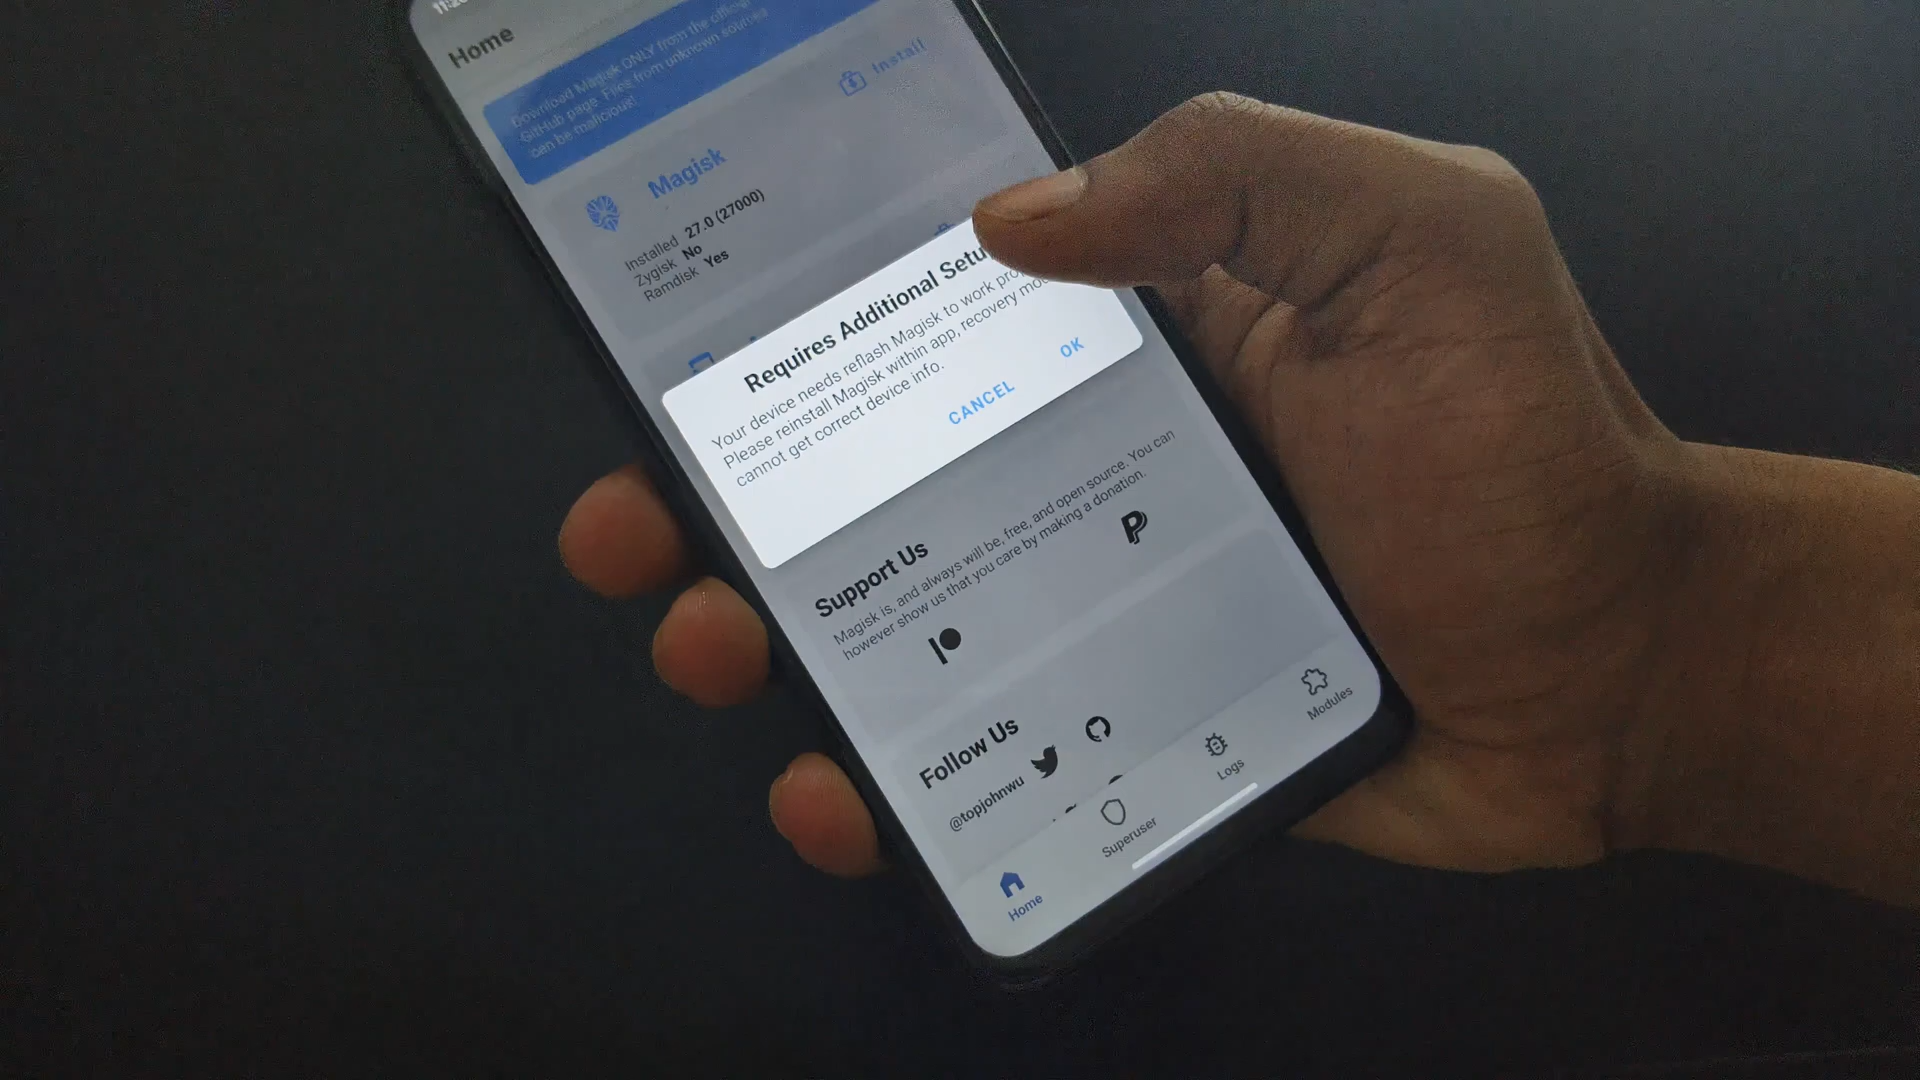 Home
Download Magisk ONLY from the official
GitHub page. Files from unknown sources
can be malicious!
Magisk
Install
Installed 27.0 (27000)
Zygisk No
Ramdisk Yes
Requires Additional Setu
Your device needs reflash Magisk to work pro
Please reinstall Magisk within app, recovery mo
cannot get correct device info.
CANCEL
OK
Support Us
Magisk is, and always will be, free, and open source. You can
however show us that you care by making a donation.
Follow Us
@topjohnwu
Home
Superuser
Logs
Modules